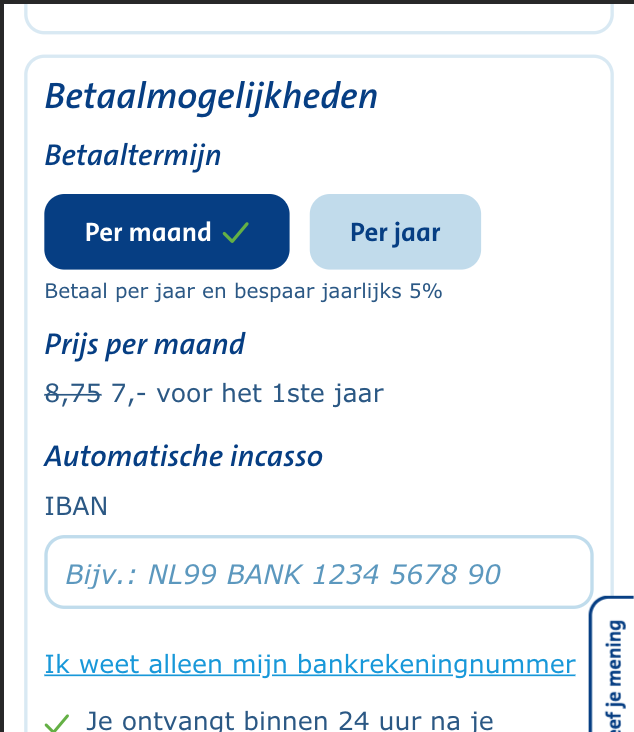 Betaalmogelijkheden
Betaaltermijn
Per maand
Per jaar
Betaal per jaar en bespaar jaarlijks 5%
Prijs per maand
8,75 7,- voor het 1ste jaar
Automatische incasso
IBAN
Bijv.: NL99 BANK 1234 5678 90
Ik weet alleen mijn bankrekeningnummer
Je ontvangt binnen 24 uur na je
ef je mening